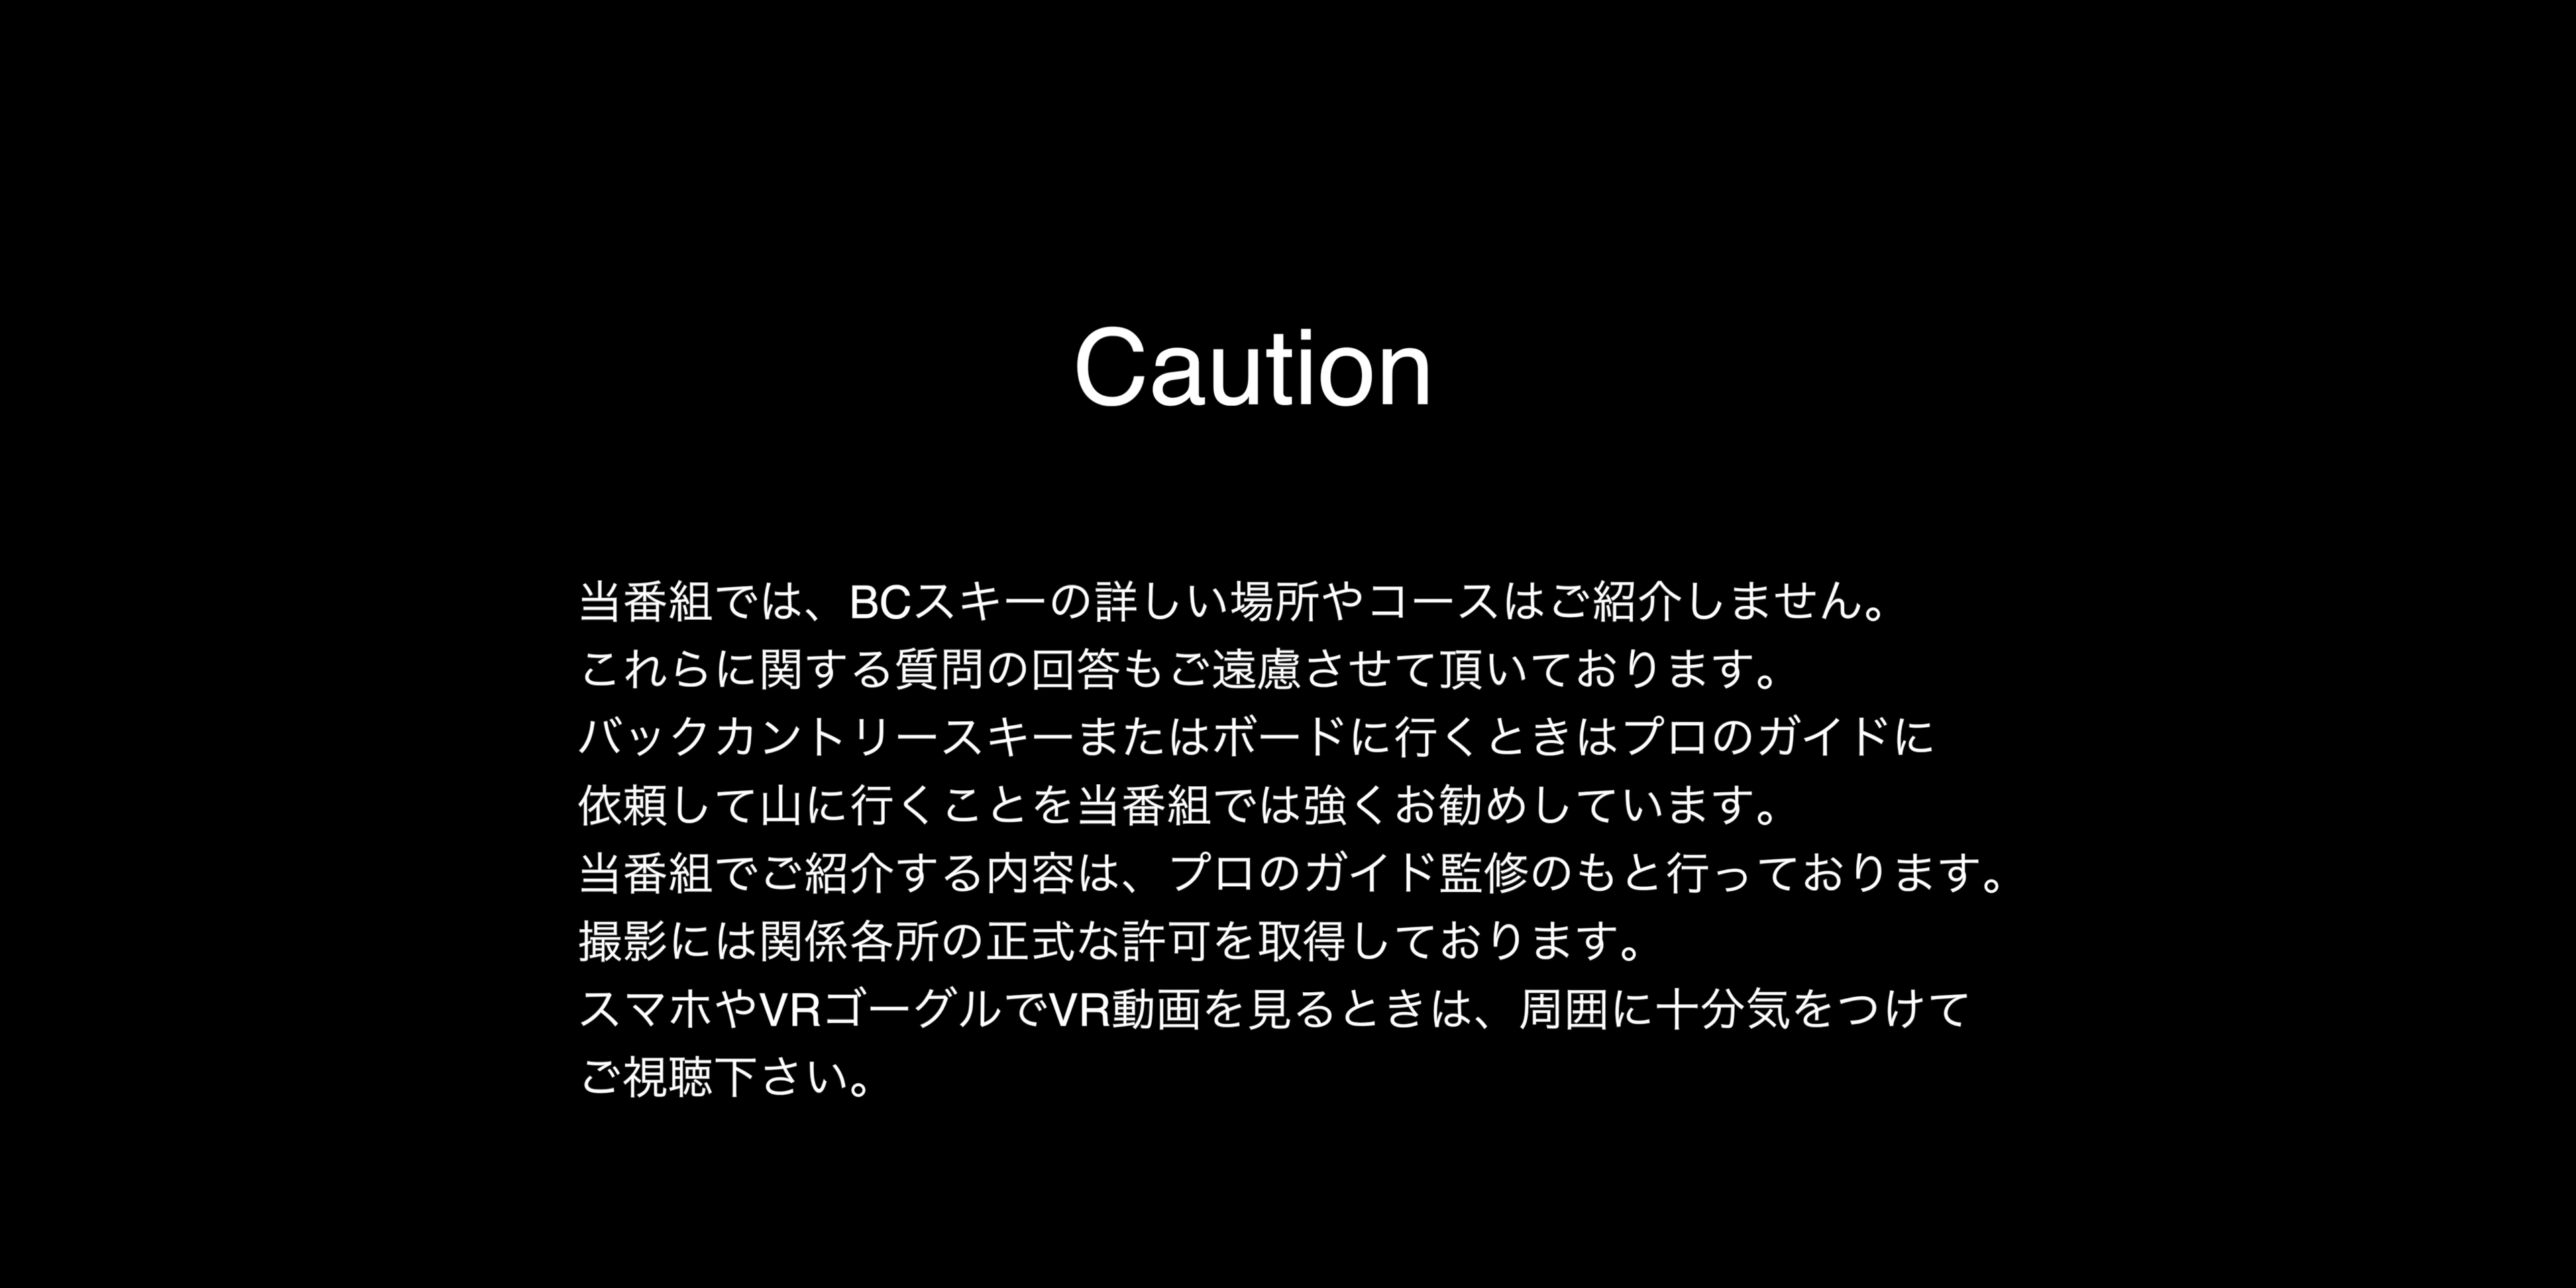 Caution
当番組では、BCスキーの詳しい場所やコースはご紹介しません。
これらに関する質問の回答もご遠慮させて頂いております。
バックカントリースキーまたはボードに行くときはプロのガイドに
依頼して山に行くことを当番組では強くお勧めしています。
当番組でご紹介する内容は、プロのガイド監修のもと行っております。
撮影には関係各所の正式な許可を取得しております。
スマホやVRゴーグルでVR動画を見るときは、周囲に十分気をつけて
ご視聴下さい。